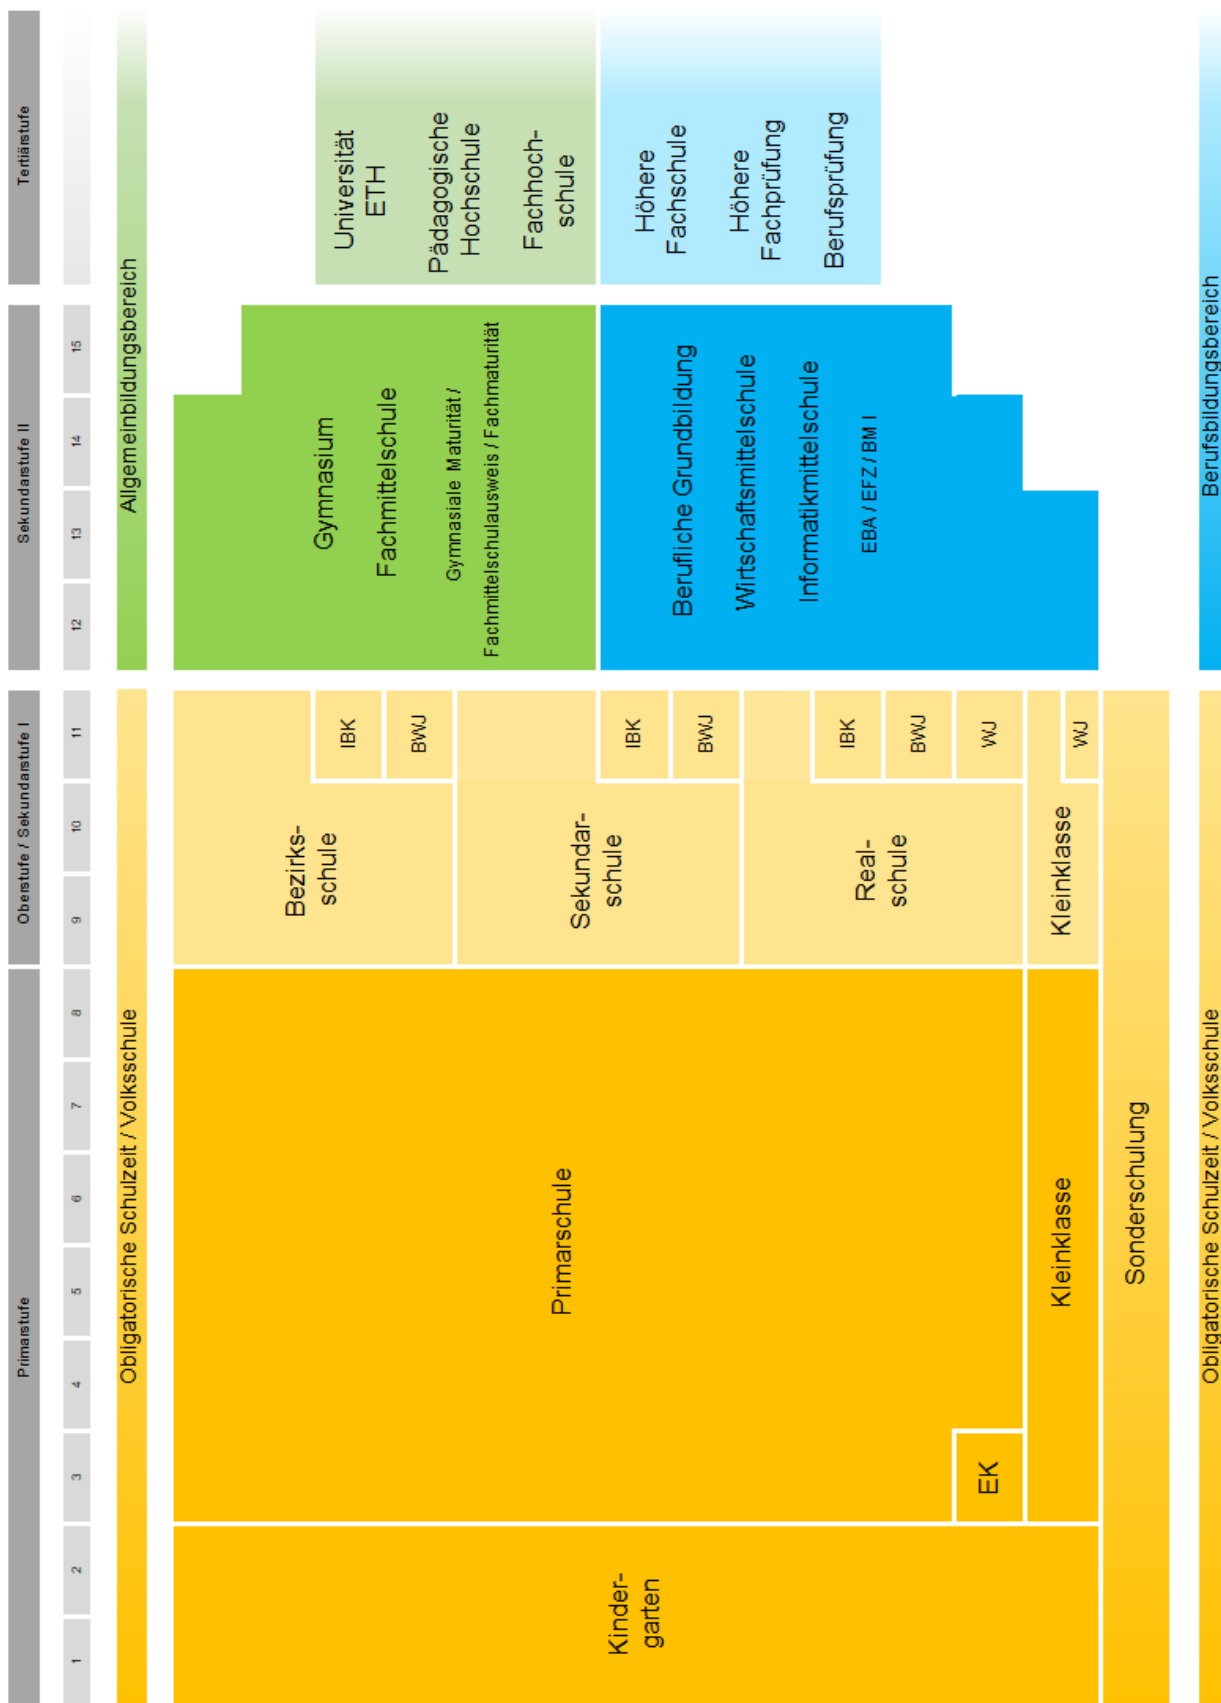 Primarstufe
Oberstufe / Sekundarstufe I
Sekundarstufe II
Tertiärstufe
1
2
3
4
5
6
7
8
9
10
11
12
13
14
15
Obligatorische Schulzeit / Volksschule
Allgemeinbildungsbereich
Kinder-
garten
Primarschule
EK
Kleinklasse
Bezirks-
schule
IBK
BWJ
Sekundar-
schule
IBK
BWJ
Real-
schule
IBK
BWJ
WJ
Kleinklasse
WJ
Sonderschulung
Gymnasium
Fachmittelschule
Gymnasiale Maturität /
Fachmittelschulausweis / Fachmaturität
Berufliche Grundbildung
Wirtschaftsmittelschule
Informatikmittelschule
EBA / EFZ / BM I
Universität
ETH
Pädagogische
Hochschule
Fachhoch-
schule
Höhere
Fachschule
Höhere
Fachprüfung
Berufsprüfung
Obligatorische Schulzeit / Volksschule
Berufsbildungsbereich